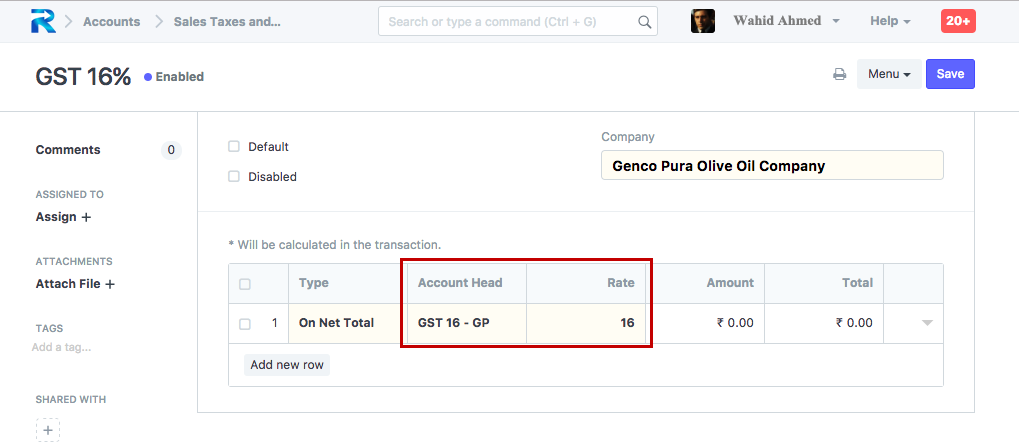 Accounts Sales Taxes and... Search or type a command (Ctrl + G) Wahid Ahmed Help 20+
GST 16% Enabled Menu Save
Comments 0
ASSIGNED TO
Assign +
ATTACHMENTS
Attach File +
TAGS
Add a tag...
SHARED WITH
+
Default
Disabled
Company
Genco Pura Olive Oil Company
* Will be calculated in the transaction.
Type Account Head Rate Amount Total
1 On Net Total GST 16 - GP 16 ₹ 0.00 ₹ 0.00
Add new row